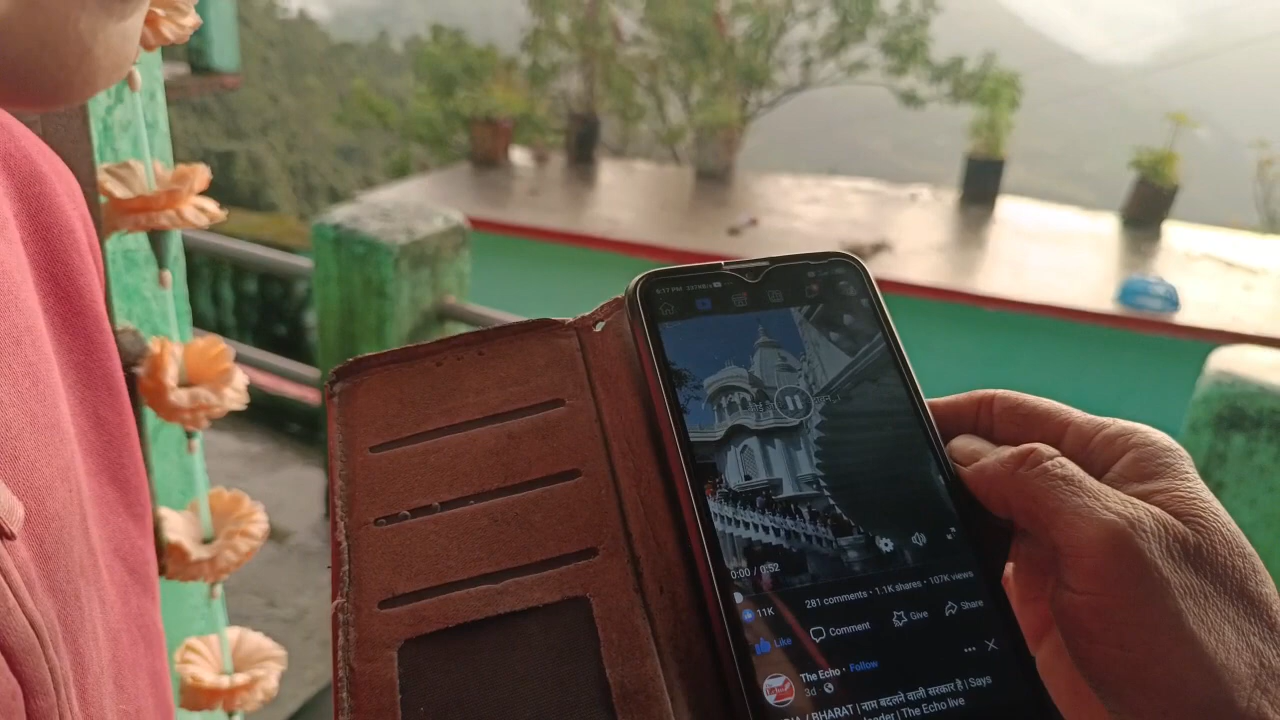 0:00 / 0:52
11K
281 comments • 1.1K shares • 107K views
Like
Comment
Give
Share
The Echo • Follow
3d
/ BHARAT | नाम बदलने वाली सरकार है | Says
The Echo live